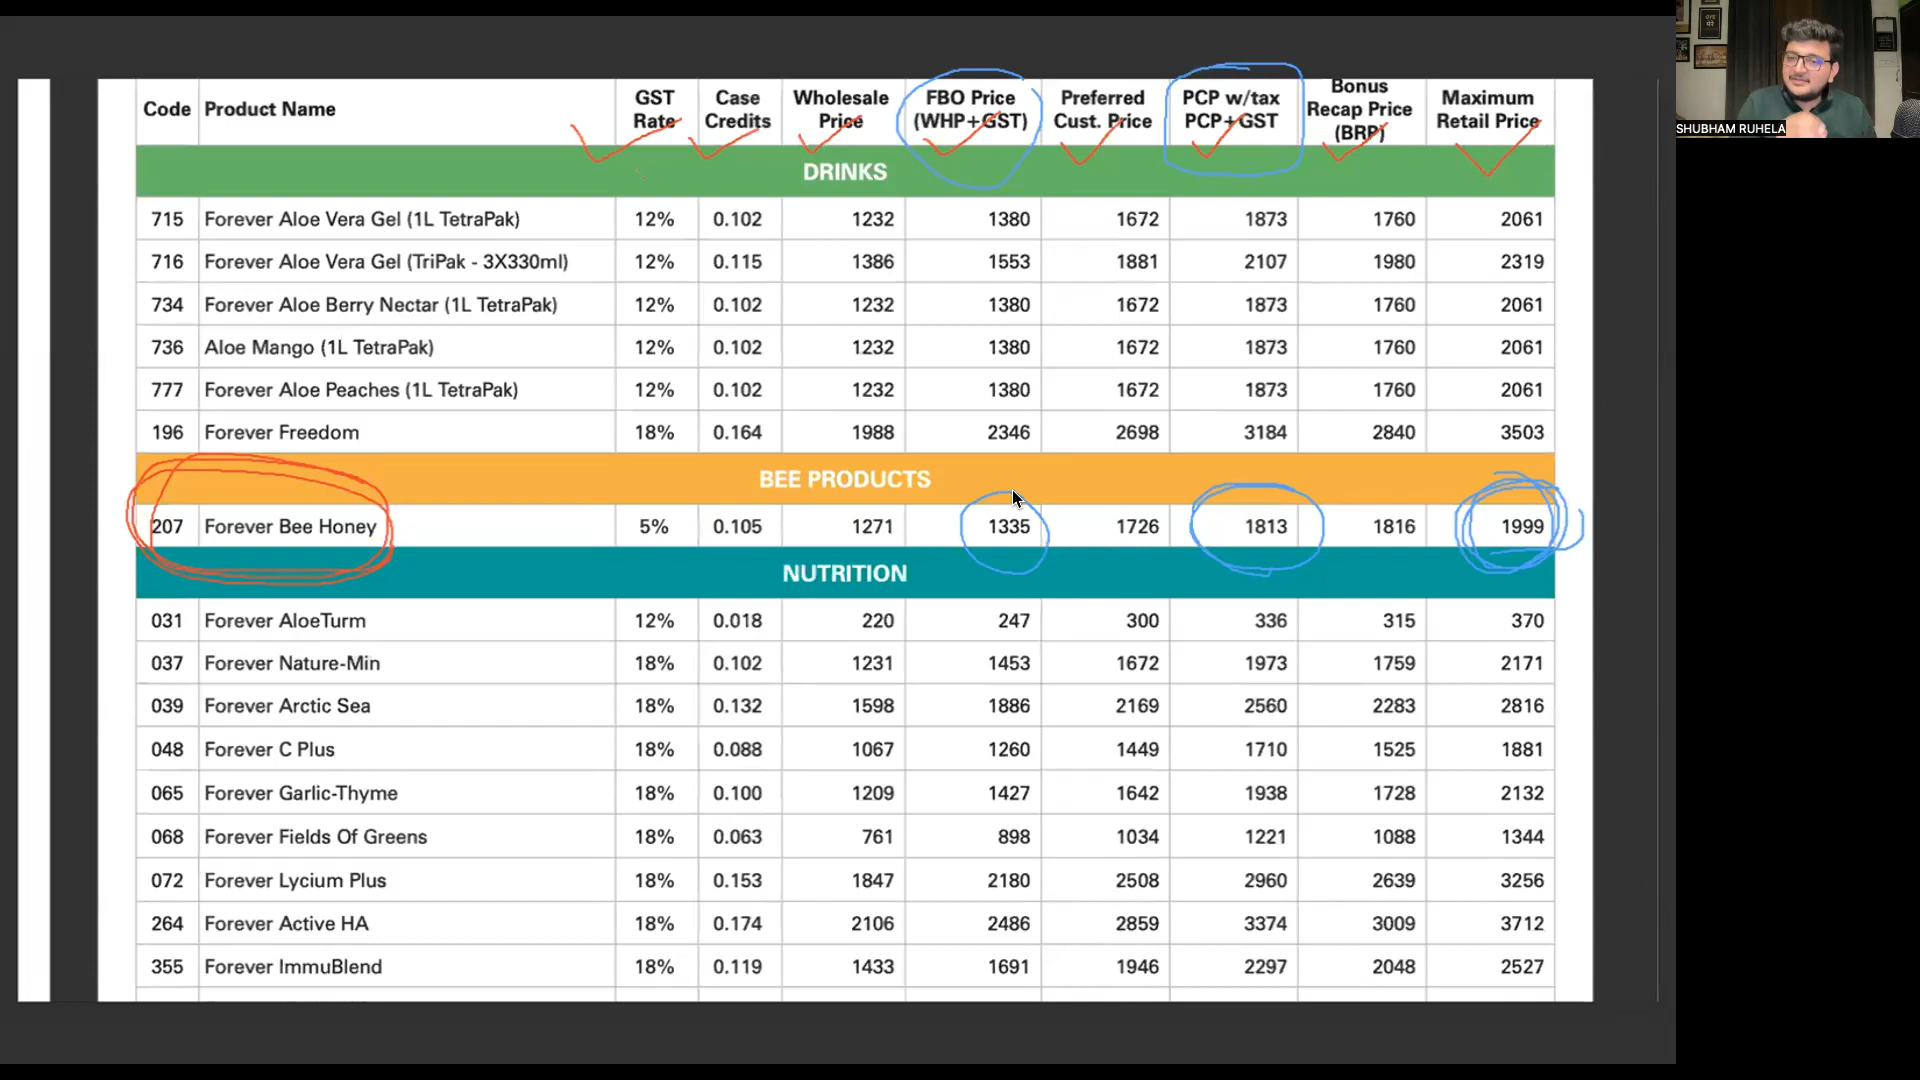 SHUBHAM RUHELA
Code Product Name GST Rate Case Credits Wholesale Price FBO Price (WHP+GST) Preferred Cust. Price PCP w/tax PCP+GST Bonus Recap Price (BRP) Maximum Retail Price
DRINKS
715 Forever Aloe Vera Gel (1L TetraPak) 12% 0.102 1232 1380 1672 1873 1760 2061
716 Forever Aloe Vera Gel (TriPak - 3X330ml) 12% 0.115 1386 1553 1881 2107 1980 2319
734 Forever Aloe Berry Nectar (1L TetraPak) 12% 0.102 1232 1380 1672 1873 1760 2061
736 Aloe Mango (1L TetraPak) 12% 0.102 1232 1380 1672 1873 1760 2061
777 Forever Aloe Peaches (1L TetraPak) 12% 0.102 1232 1380 1672 1873 1760 2061
196 Forever Freedom 18% 0.164 1988 2346 2698 3184 2840 3503
BEE PRODUCTS
207 Forever Bee Honey 5% 0.105 1271 1335 1726 1813 1816 1999
NUTRITION
031 Forever AloeTurm 12% 0.018 220 247 300 336 315 370
037 Forever Nature-Min 18% 0.102 1231 1453 1672 1973 1759 2171
039 Forever Arctic Sea 18% 0.132 1598 1886 2169 2560 2283 2816
048 Forever C Plus 18% 0.088 1067 1260 1449 1710 1525 1881
065 Forever Garlic-Thyme 18% 0.100 1209 1427 1642 1938 1728 2132
068 Forever Fields Of Greens 18% 0.063 761 898 1034 1221 1088 1344
072 Forever Lycium Plus 18% 0.153 1847 2180 2508 2960 2639 3256
264 Forever Active HA 18% 0.174 2106 2486 2859 3374 3009 3712
355 Forever ImmuBlend 18% 0.119 1433 1691 1946 2297 2048 2527